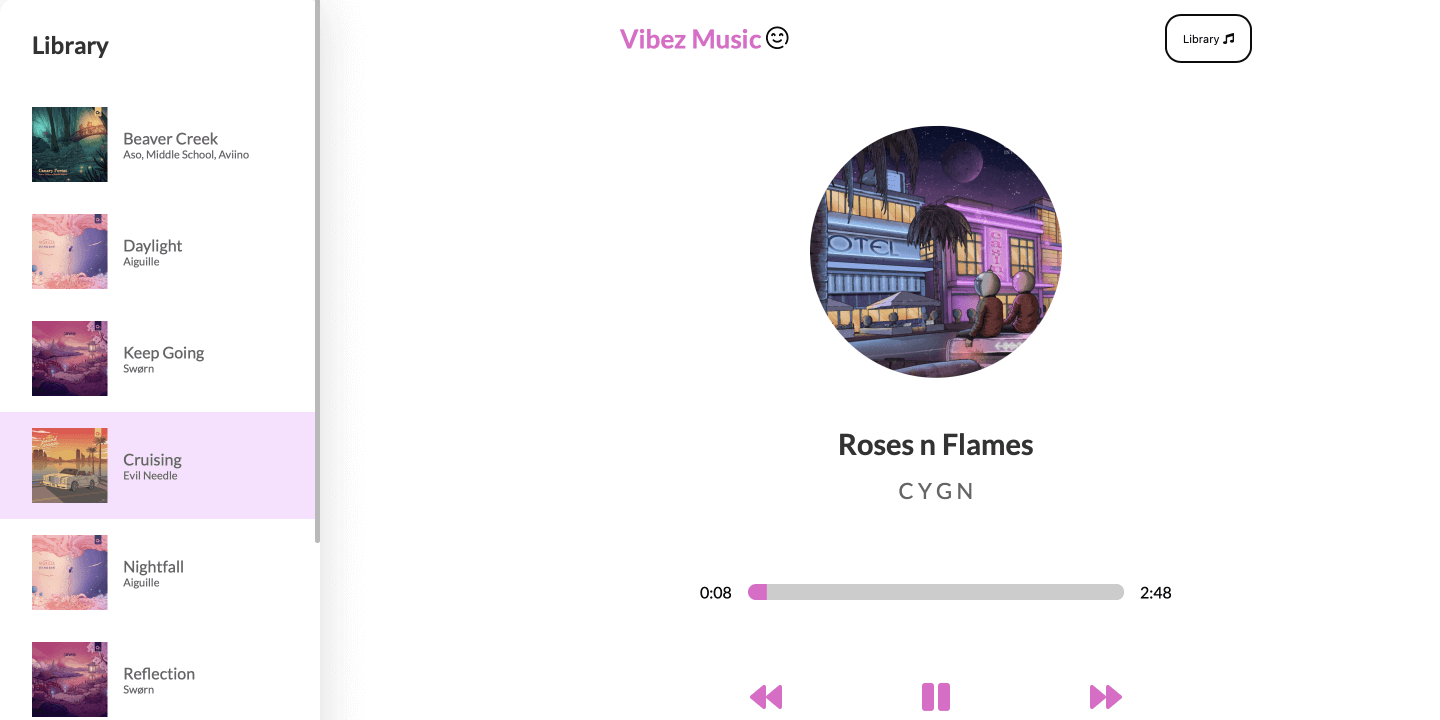 Library
Beaver Creek
Aso, Middle School, Aviino
Daylight
Aiguille
Keep Going
Swørn
Cruising
Evil Needle
Nightfall
Aiguille
Reflection
Swørn
Vibez Music
Library
OTEL
casin
Roses n Flames
CYGN
0:08
2:48